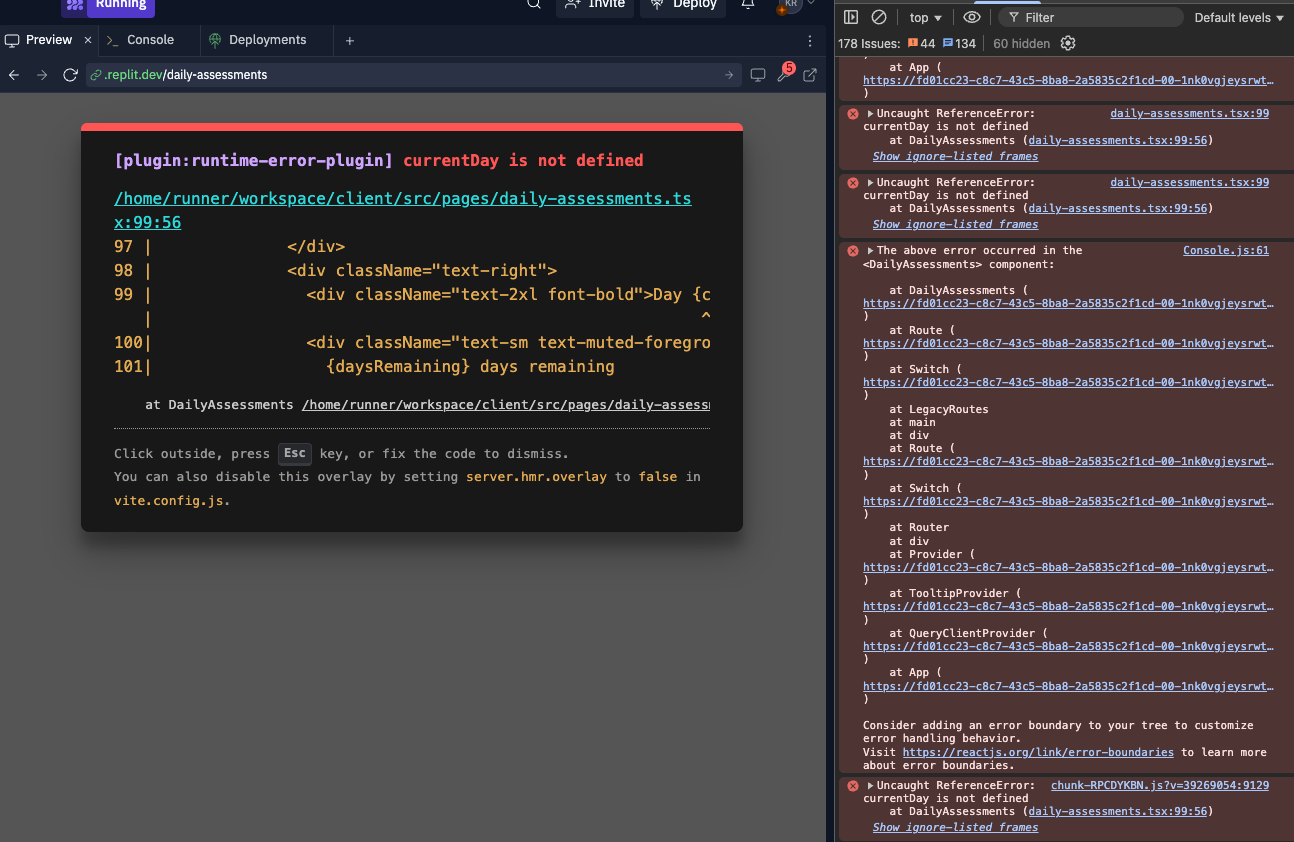 Running
Invite
Deploy
KR
Preview
Console
Deployments
.replit.dev/daily-assessments
5
[plugin:runtime-error-plugin] currentDay is not defined
/home/runner/workspace/client/src/pages/daily-assessments.ts
x:99:56
97 | </div>
98 | <div className="text-right">
99 | <div className="text-2xl font-bold">Day {c
| ^
100| <div className="text-sm text-muted-foregro
101| {daysRemaining} days remaining
at DailyAssessments /home/runner/workspace/client/src/pages/daily-assess
Click outside, press Esc key, or fix the code to dismiss.
You can also disable this overlay by setting server.hmr.overlay to false in
vite.config.js.
top
Filter
Default levels
178 Issues: 44 134 60 hidden
at App (
https://fd01cc23-c8c7-43c5-8ba8-2a5835c2f1cd-00-1nk0vgjeysrwt…
)
Uncaught ReferenceError: daily-assessments.tsx:99
currentDay is not defined
at DailyAssessments (daily-assessments.tsx:99:56)
Show ignore-listed frames
Uncaught ReferenceError: daily-assessments.tsx:99
currentDay is not defined
at DailyAssessments (daily-assessments.tsx:99:56)
Show ignore-listed frames
The above error occurred in the Console.js:61
<DailyAssessments> component:
at DailyAssessments (
https://fd01cc23-c8c7-43c5-8ba8-2a5835c2f1cd-00-1nk0vgjeysrwt…
)
at Route (
https://fd01cc23-c8c7-43c5-8ba8-2a5835c2f1cd-00-1nk0vgjeysrwt…
)
at Switch (
https://fd01cc23-c8c7-43c5-8ba8-2a5835c2f1cd-00-1nk0vgjeysrwt…
)
at LegacyRoutes
at main
at div
at Route (
https://fd01cc23-c8c7-43c5-8ba8-2a5835c2f1cd-00-1nk0vgjeysrwt…
)
at Switch (
https://fd01cc23-c8c7-43c5-8ba8-2a5835c2f1cd-00-1nk0vgjeysrwt…
)
at Router
at div
at Provider (
https://fd01cc23-c8c7-43c5-8ba8-2a5835c2f1cd-00-1nk0vgjeysrwt…
)
at TooltipProvider (
https://fd01cc23-c8c7-43c5-8ba8-2a5835c2f1cd-00-1nk0vgjeysrwt…
)
at QueryClientProvider (
https://fd01cc23-c8c7-43c5-8ba8-2a5835c2f1cd-00-1nk0vgjeysrwt…
)
at App (
https://fd01cc23-c8c7-43c5-8ba8-2a5835c2f1cd-00-1nk0vgjeysrwt…
)
Consider adding an error boundary to your tree to customize
error handling behavior.
Visit https://reactjs.org/link/error-boundaries to learn more
about error boundaries.
Uncaught ReferenceError: chunk-RPCDYKBN.js?v=39269054:9129
currentDay is not defined
at DailyAssessments (daily-assessments.tsx:99:56)
Show ignore-listed frames